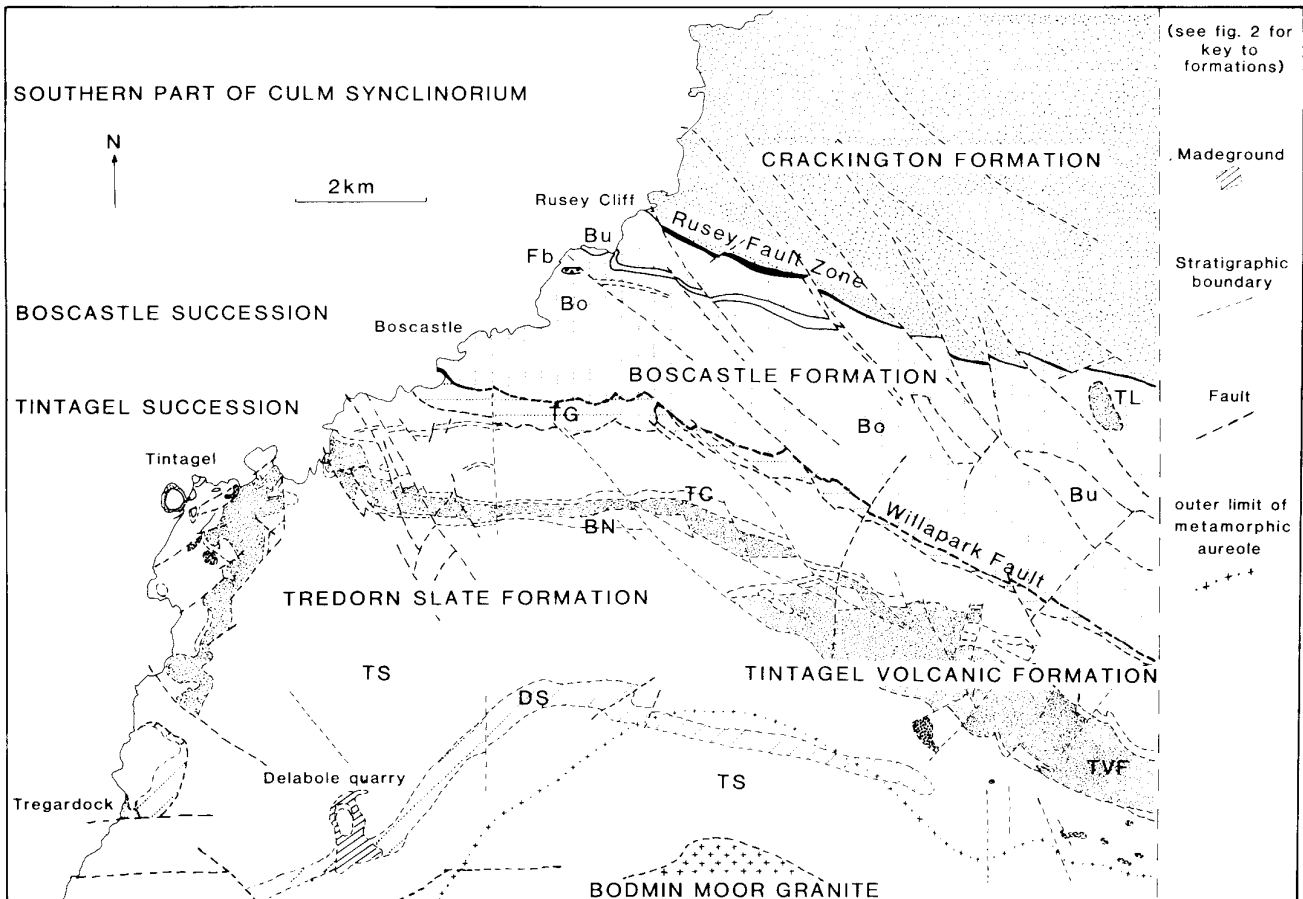 (see fig. 2 for
key to
formations)
SOUTHERN PART OF CULM SYNCLINORIUM
N
2km
CRACKINGTON FORMATION
Madeground
Rusey Cliff
Rusey Fault Zone
Bu
Fb
Bo
Stratigraphic
boundary
BOSCASTLE SUCCESSION
Boscastle
BOSCASTLE FORMATION
TINTAGEL SUCCESSION
TG
Bo
TL
Fault
Tintagel
TC
BN
Bu
Willapark Fault
outer limit of
metamorphic
aureole
TREDORN SLATE FORMATION
TS
DS
TINTAGEL VOLCANIC FORMATION
Delabole quarry
TS
TVF
Tregardock
BODMIN MOOR GRANITE